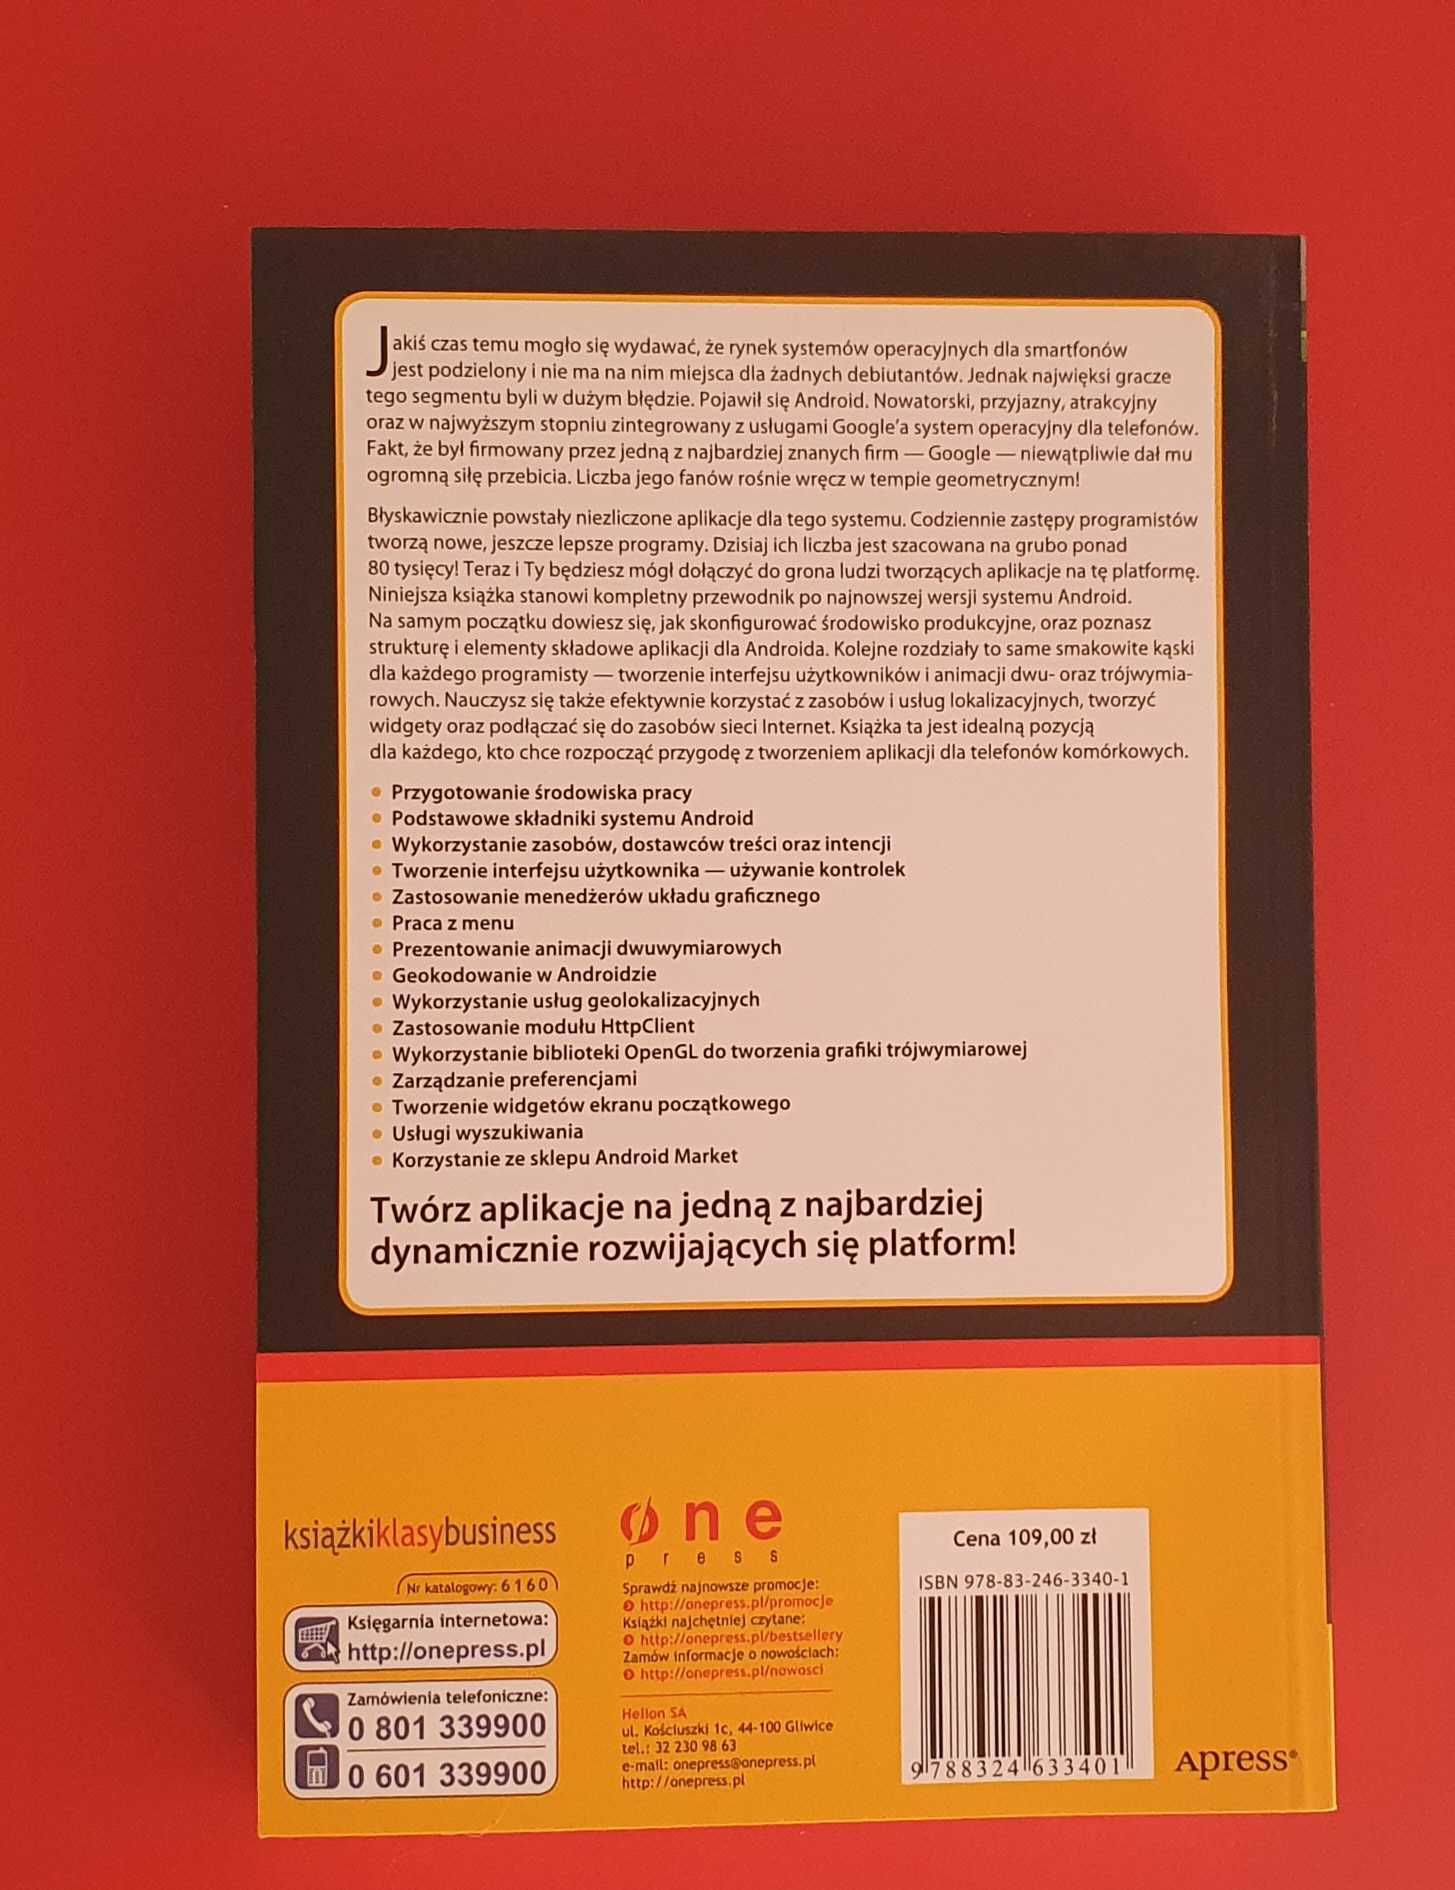 Jakiś czas temu mogło się wydawać, że rynek systemów operacyjnych dla smartfonów
jest podzielony i nie ma na nim miejsca dla żadnych debiutantów. Jednak najwięksi gracze
tego segmentu byli w dużym błędzie. Pojawił się Android. Nowatorski, przyjazny, atrakcyjny
oraz w najwyższym stopniu zintegrowany z usługami Google'a system operacyjny dla telefonów.
Fakt, że był firmowany przez jedną z najbardziej znanych firm — Google — niewątpliwie dał mu
ogromną siłę przebicia. Liczba jego fanów rośnie wręcz w tempie geometrycznym!
Błyskawicznie powstały niezliczone aplikacje dla tego systemu. Codziennie zastępy programistów
tworzą nowe, jeszcze lepsze programy. Dzisiaj ich liczba jest szacowana na grubo ponad
80 tysięcy! Teraz i Ty będziesz mógł dołączyć do grona ludzi tworzących aplikacje na tę platformę.
Niniejsza książka stanowi kompletny przewodnik po najnowszej wersji systemu Android.
Na samym początku dowiesz się, jak skonfigurować środowisko produkcyjne, oraz poznasz
strukturę i elementy składowe aplikacji dla Androida. Kolejne rozdziały to same smakowite kąski
dla każdego programisty — tworzenie interfejsu użytkowników i animacji dwu- oraz trójwymia-
rowych. Nauczysz się także efektywnie korzystać z zasobów i usług lokalizacyjnych, tworzyć
widgety oraz podłączać się do zasobów sieci Internet. Książka ta jest idealną pozycją
dla każdego, kto chce rozpocząć przygodę z tworzeniem aplikacji dla telefonów komórkowych.
• Przygotowanie środowiska pracy
• Podstawowe składniki systemu Android
• Wykorzystanie zasobów, dostawców treści oraz intencji
• Tworzenie interfejsu użytkownika — używanie kontrolek
• Zastosowanie menedżerów układu graficznego
• Praca z menu
• Prezentowanie animacji dwuwymiarowych
• Geokodowanie w Androidzie
• Wykorzystanie usług geolokalizacyjnych
• Zastosowanie modułu HttpClient
• Wykorzystanie biblioteki OpenGL do tworzenia grafiki trójwymiarowej
• Zarządzanie preferencjami
• Tworzenie widgetów ekranu początkowego
• Usługi wyszukiwania
• Korzystanie ze sklepu Android Market
Twórz aplikacje na jedną z najbardziej
dynamicznie rozwijających się platform!
książkiklasybusiness
Nr katalogowy: 6160
Księgarnia internetowa:
http://onepress.pl
Zamówienia telefoniczne:
0 801 339900
0 601 339900
one
press
Sprawdź najnowsze promocje:
http://onepress.pl/promocje
Książki najchętniej czytane:
http://onepress.pl/bestsellery
Zamów informacje o nowościach:
http://onepress.pl/nowosci
Helion SA
ul. Kościuszki 1c, 44-100 Gliwice
tel.: 32 230 98 63
e-mail: onepress@onepress.pl
http://onepress.pl
Cena 109,00 zł
ISBN 978-83-246-3340-1
9788324633401
Apress®